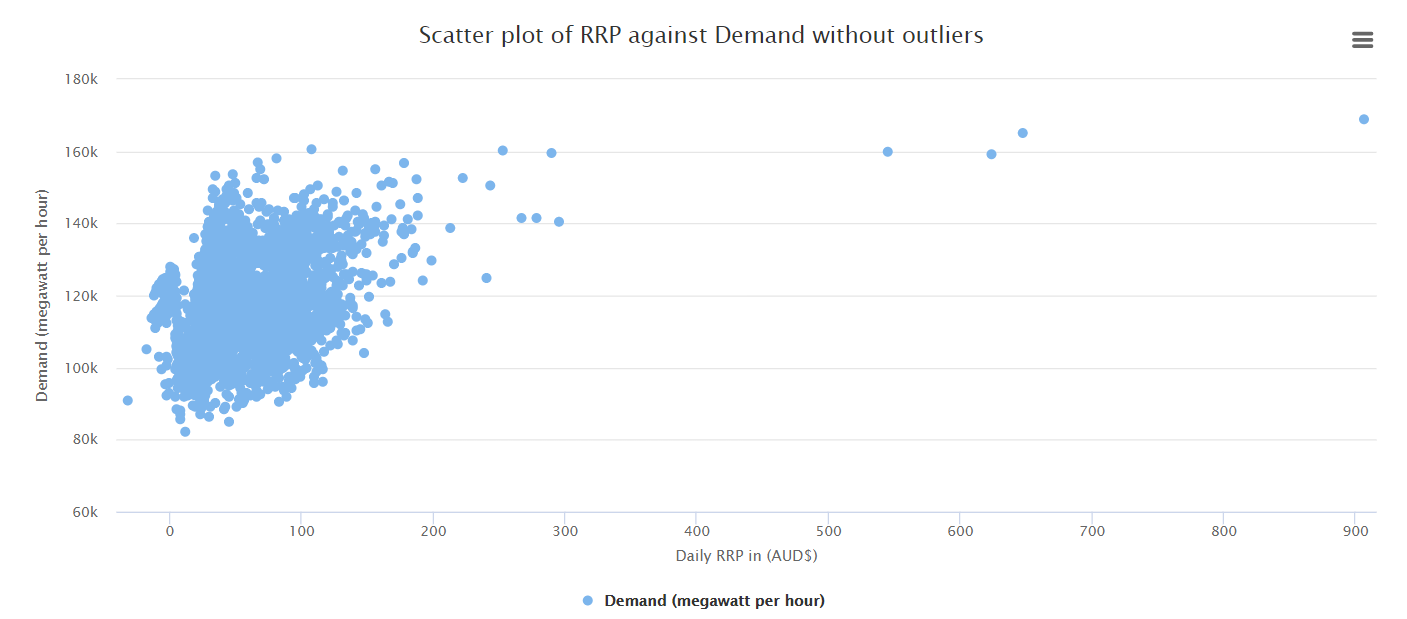 Scatter plot of RRP against Demand without outliers
180k
160k
140k
120k
100k
80k
60k
Demand (megawatt per hour)
0 100 200 300 400 500 600 700 800 900
Daily RRP in (AUD$)
Demand (megawatt per hour)